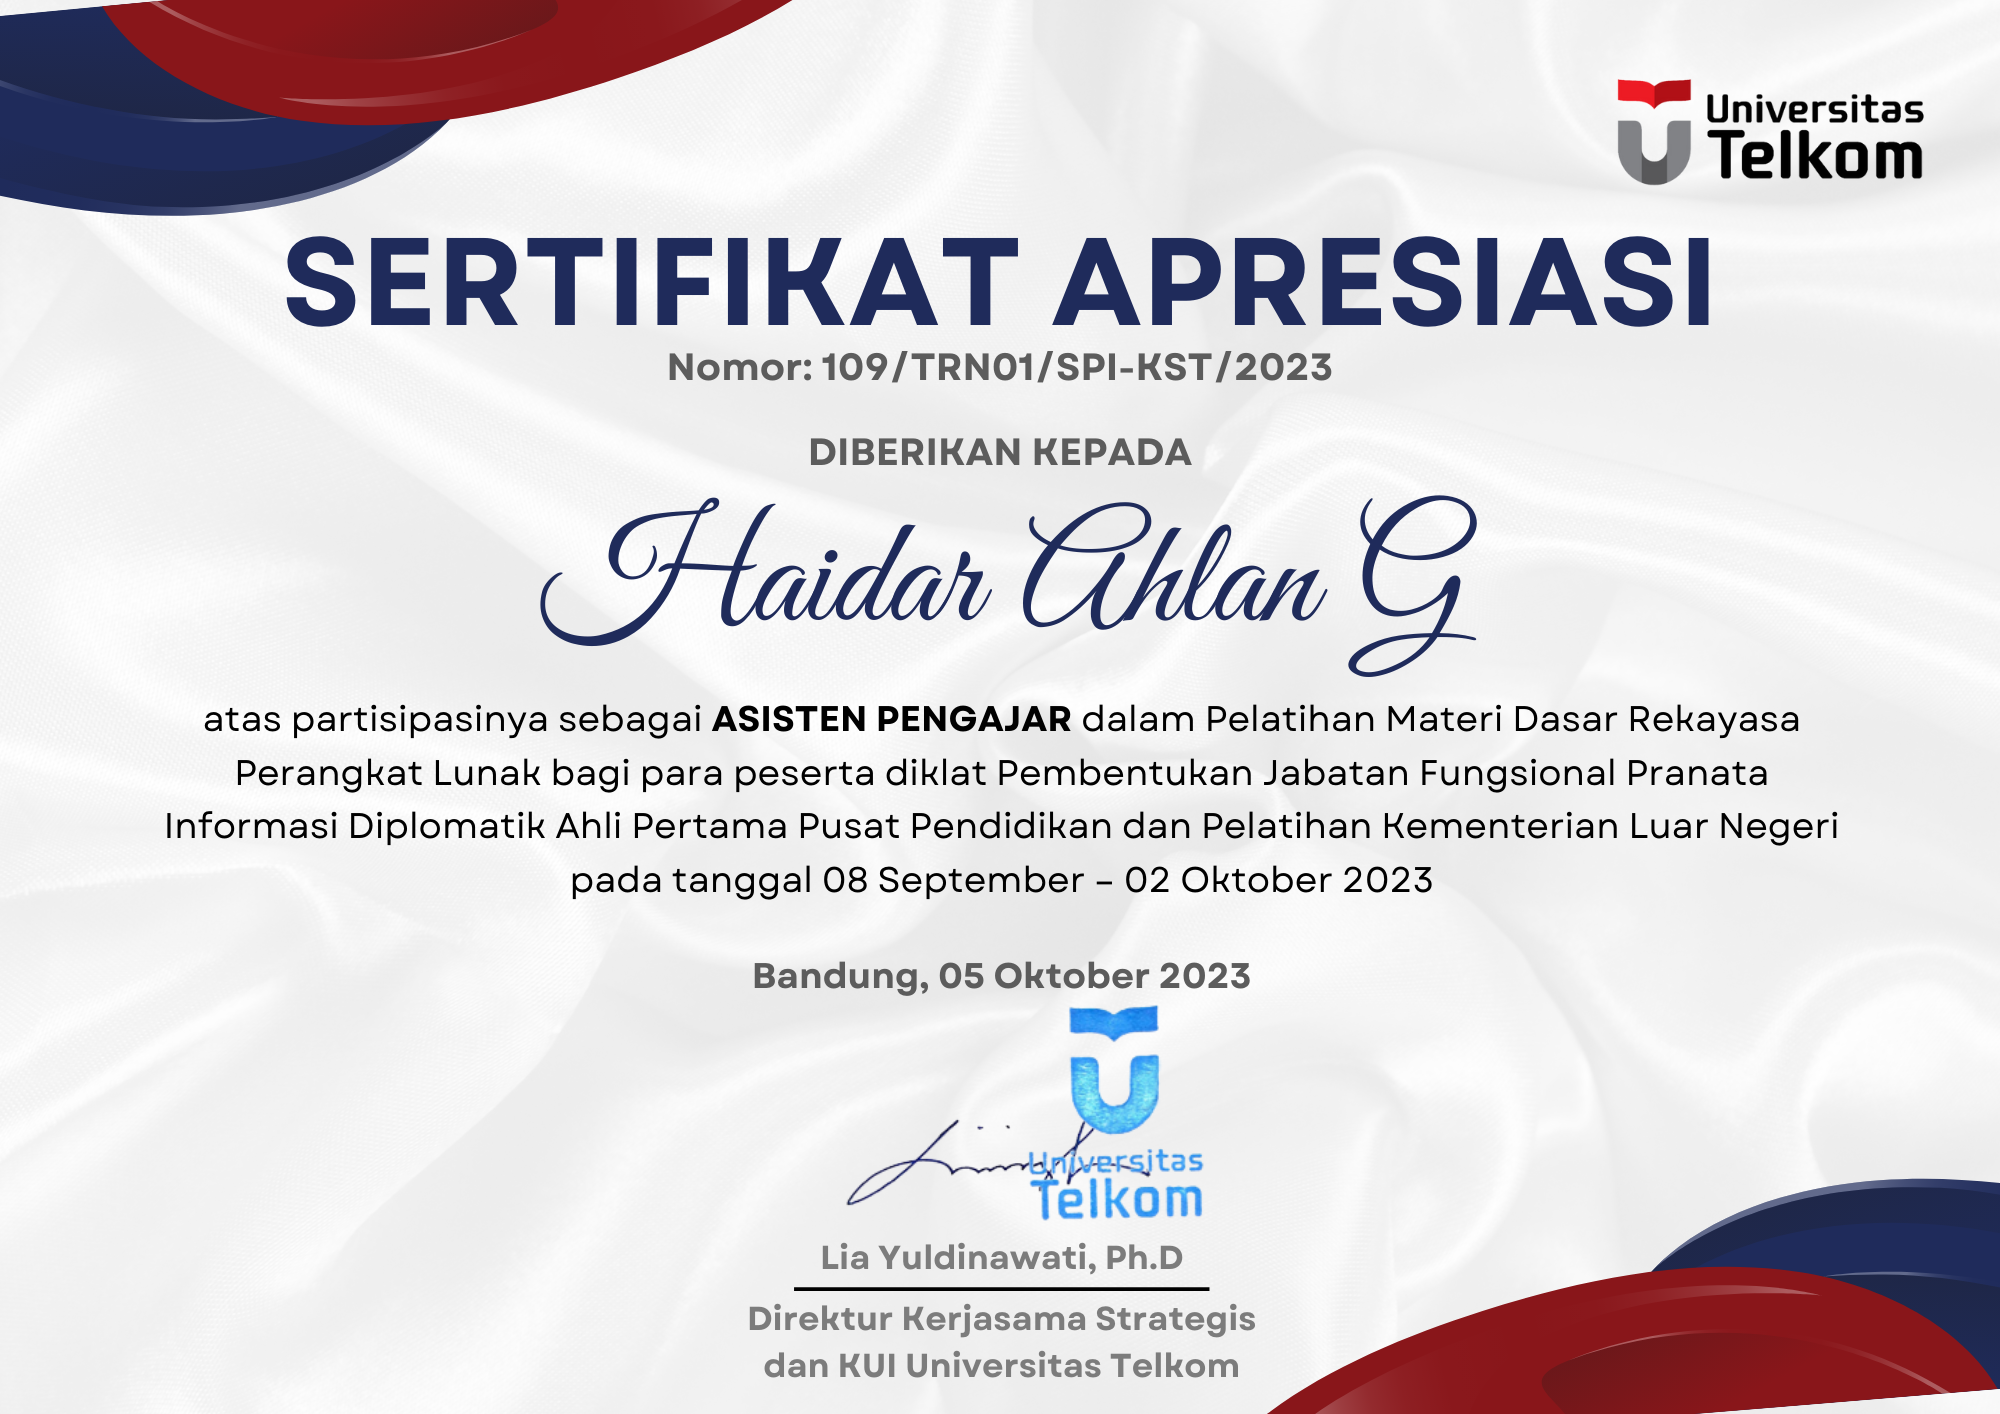 Universitas
Telkom
SERTIFIKAT APRESIASI
Nomor: 109/TRN01/SPI-KST/2023
DIBERIKAN KEPADA
Haidar Ahlan G
atas partisipasinya sebagai ASISTEN PENGAJAR dalam Pelatihan Materi Dasar Rekayasa
Perangkat Lunak bagi para peserta diklat Pembentukan Jabatan Fungsional Pranata
Informasi Diplomatik Ahli Pertama Pusat Pendidikan dan Pelatihan Kementerian Luar Negeri
pada tanggal 08 September – 02 Oktober 2023
Bandung, 05 Oktober 2023
Universitas
Telkom
Lia Yuldinawati, Ph.D
Direktur Kerjasama Strategis
dan KUI Universitas Telkom